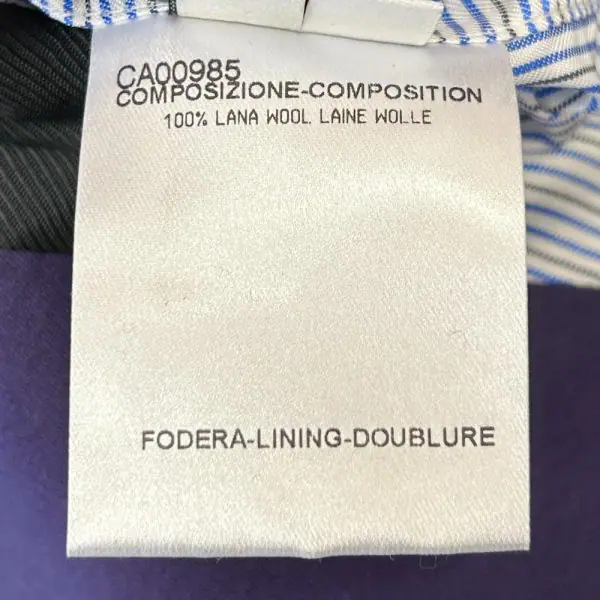 CA00985
COMPOSIZIONE-COMPOSITION
100% LANA WOOL. LAINE WOLLE
FODERA-LINING-DOUBLURE